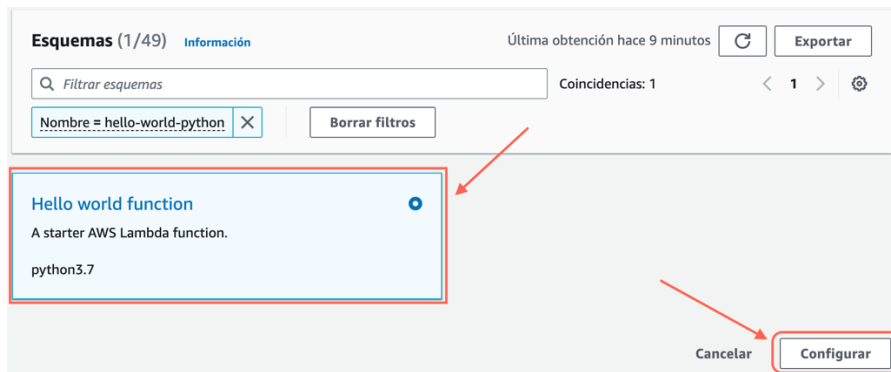 Esquemas (1/49) Información Última obtención hace 9 minutos Exportar
Filtrar esquemas Coincidencias: 1 < 1 >
Nombre = hello-world-python Borrar filtros
Hello world function
A starter AWS Lambda function.
python3.7
Cancelar Configurar